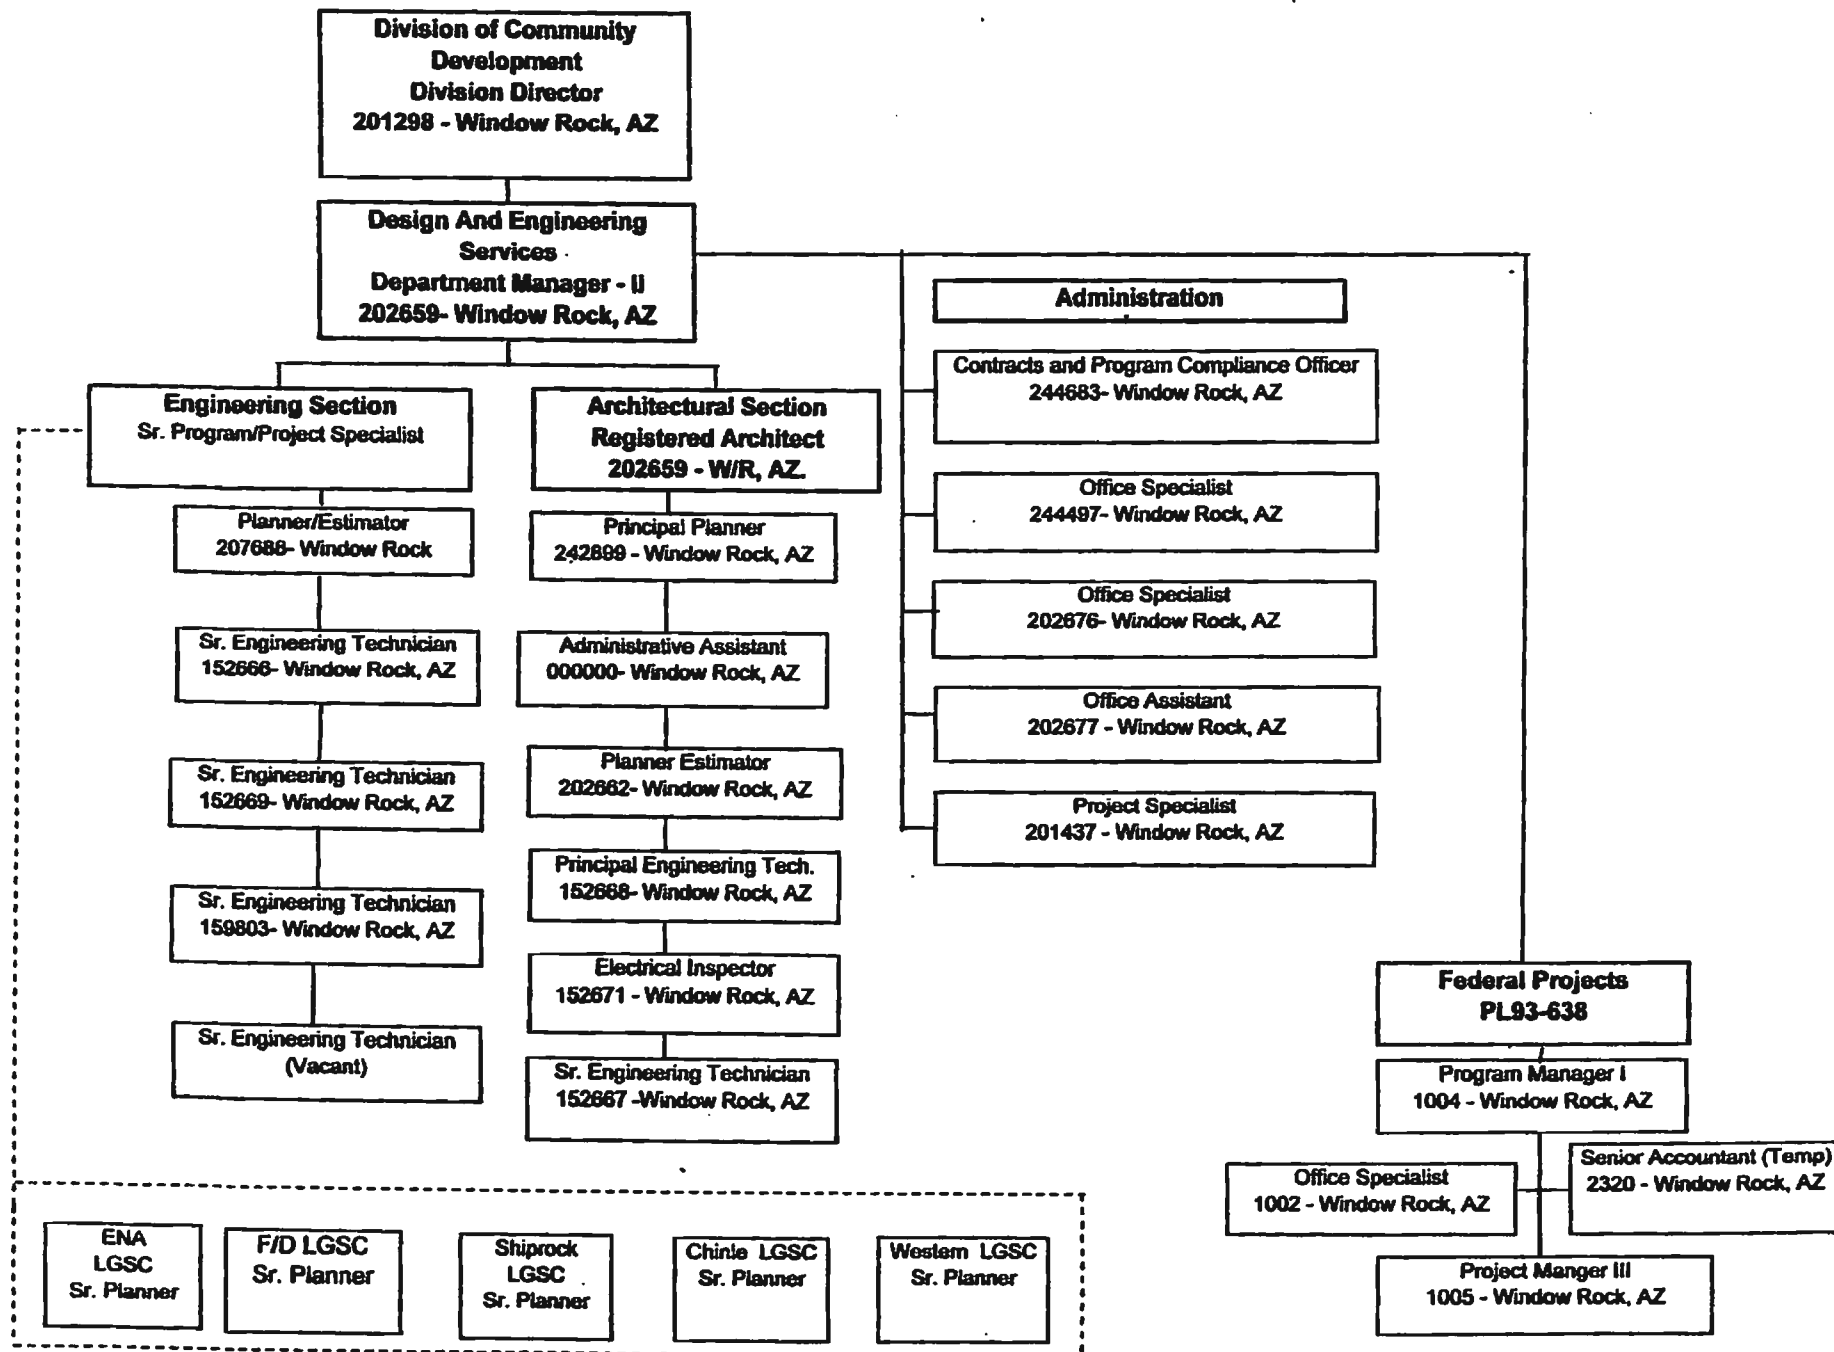 Division of Community
Development
Division Director
201298 - Window Rock, AZ
Design And Engineering
Services
Department Manager - II
202659- Window Rock, AZ
Engineering Section
Sr. Program/Project Specialist
Planner/Estimator
207688- Window Rock
Sr. Engineering Technician
152666- Window Rock, AZ
Sr. Engineering Technician
152669- Window Rock, AZ
Sr. Engineering Technician
159803- Window Rock, AZ
Sr. Engineering Technician
(Vacant)
Architectural Section
Registered Architect
202659 - W/R, AZ.
Principal Planner
242899 - Window Rock, AZ
Administrative Assistant
000000- Window Rock, AZ
Planner Estimator
202662- Window Rock, AZ
Principal Engineering Tech.
152668- Window Rock, AZ
Electrical Inspector
152671 - Window Rock, AZ
Sr. Engineering Technician
152667 -Window Rock, AZ
Administration
Contracts and Program Compliance Officer
244683- Window Rock, AZ
Office Specialist
244497- Window Rock, AZ
Office Specialist
202676- Window Rock, AZ
Office Assistant
202677 - Window Rock, AZ
Project Specialist
201437 - Window Rock, AZ
Federal Projects
PL93-638
Program Manager I
1004 - Window Rock, AZ
Office Specialist
1002 - Window Rock, AZ
Senior Accountant (Temp)
2320 - Window Rock, AZ
Project Manger III
1005 - Window Rock, AZ
ENA
LGSC
Sr. Planner
F/D LGSC
Sr. Planner
Shiprock
LGSC
Sr. Planner
Chinle LGSC
Sr. Planner
Western LGSC
Sr. Planner